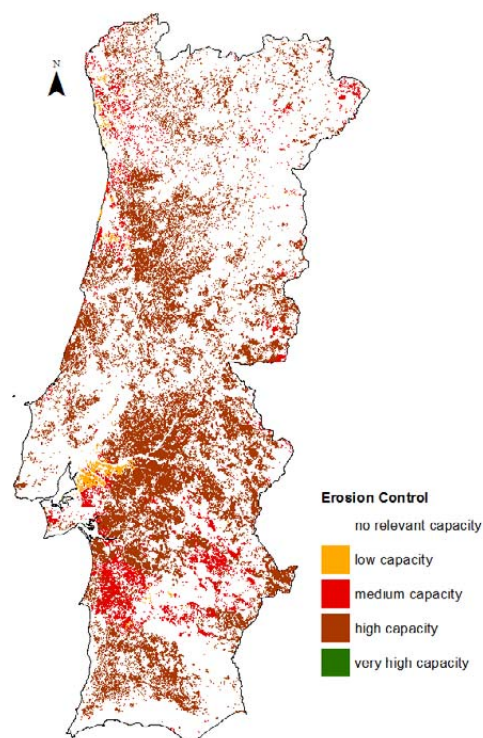 N
Erosion Control
no relevant capacity
low capacity
medium capacity
high capacity
very high capacity